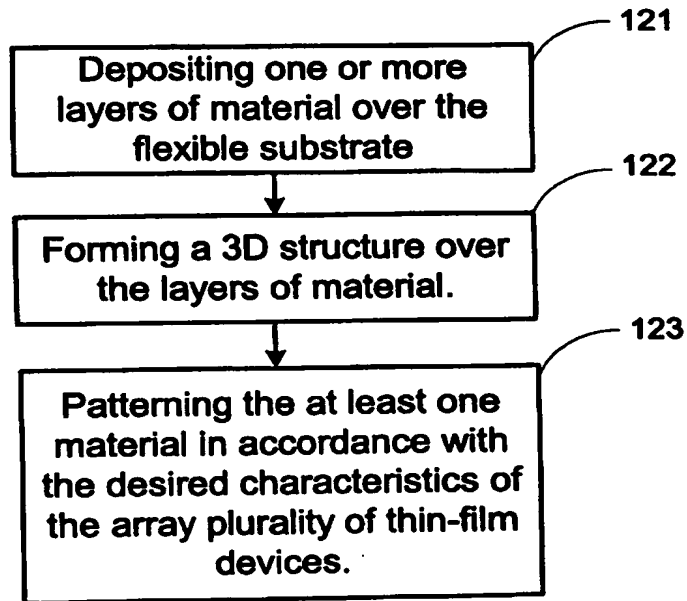 121
Depositing one or more
layers of material over the
flexible substrate
122
Forming a 3D structure over
the layers of material.
123
Patterning the at least one
material in accordance with
the desired characteristics of
the array plurality of thin-film
devices.